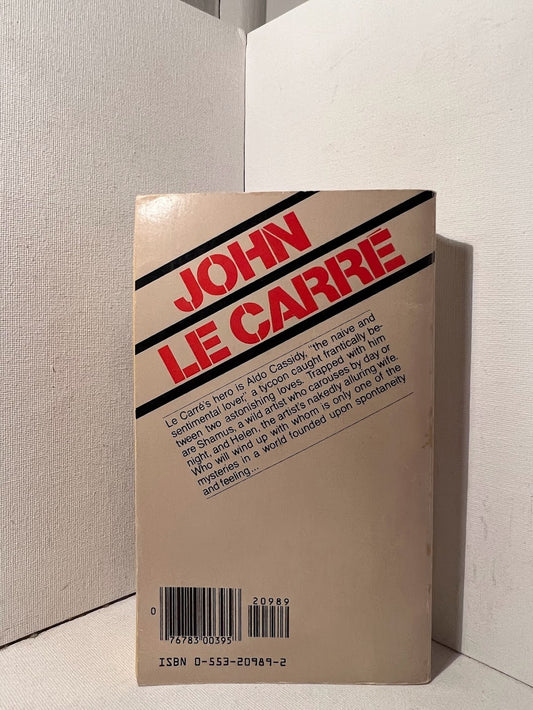 JOHN
LE CARRÉ
Le Carré's hero is Aldo Cassidy, "the naive and
sentimental lover," a tycoon caught frantically be-
tween two astonishing loves. Trapped with him
are Shamus, a wild artist who carouses by day or
night, and Helen, the artist's nakedly alluring wife.
Who will wind up with whom is only one of the
mysteries in a world founded upon spontaneity
and feeling...
20989
0
76783 00395
ISBN 0-553-20989-2